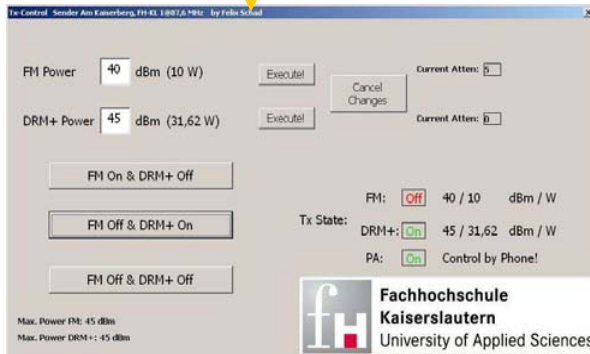 Tx-Control Sender Am Kaiserberg, FH-KL 1@87,6 MHz by Felix Schad
FM Power 40 dBm (10 W) Execute! Current Atten: 5
Cancel Changes
DRM+ Power 45 dBm (31,62 W) Execute! Current Atten: 0
FM On & DRM+ Off
FM Off & DRM+ On
FM Off & DRM+ Off
Tx State:
FM: Off 40 / 10 dBm / W
DRM+: On 45 / 31,62 dBm / W
PA: On Control by Phone!
Max. Power FM: 45 dBm
Max. Power DRM+: 45 dBm
Fachhochschule
Kaiserslautern
University of Applied Sciences